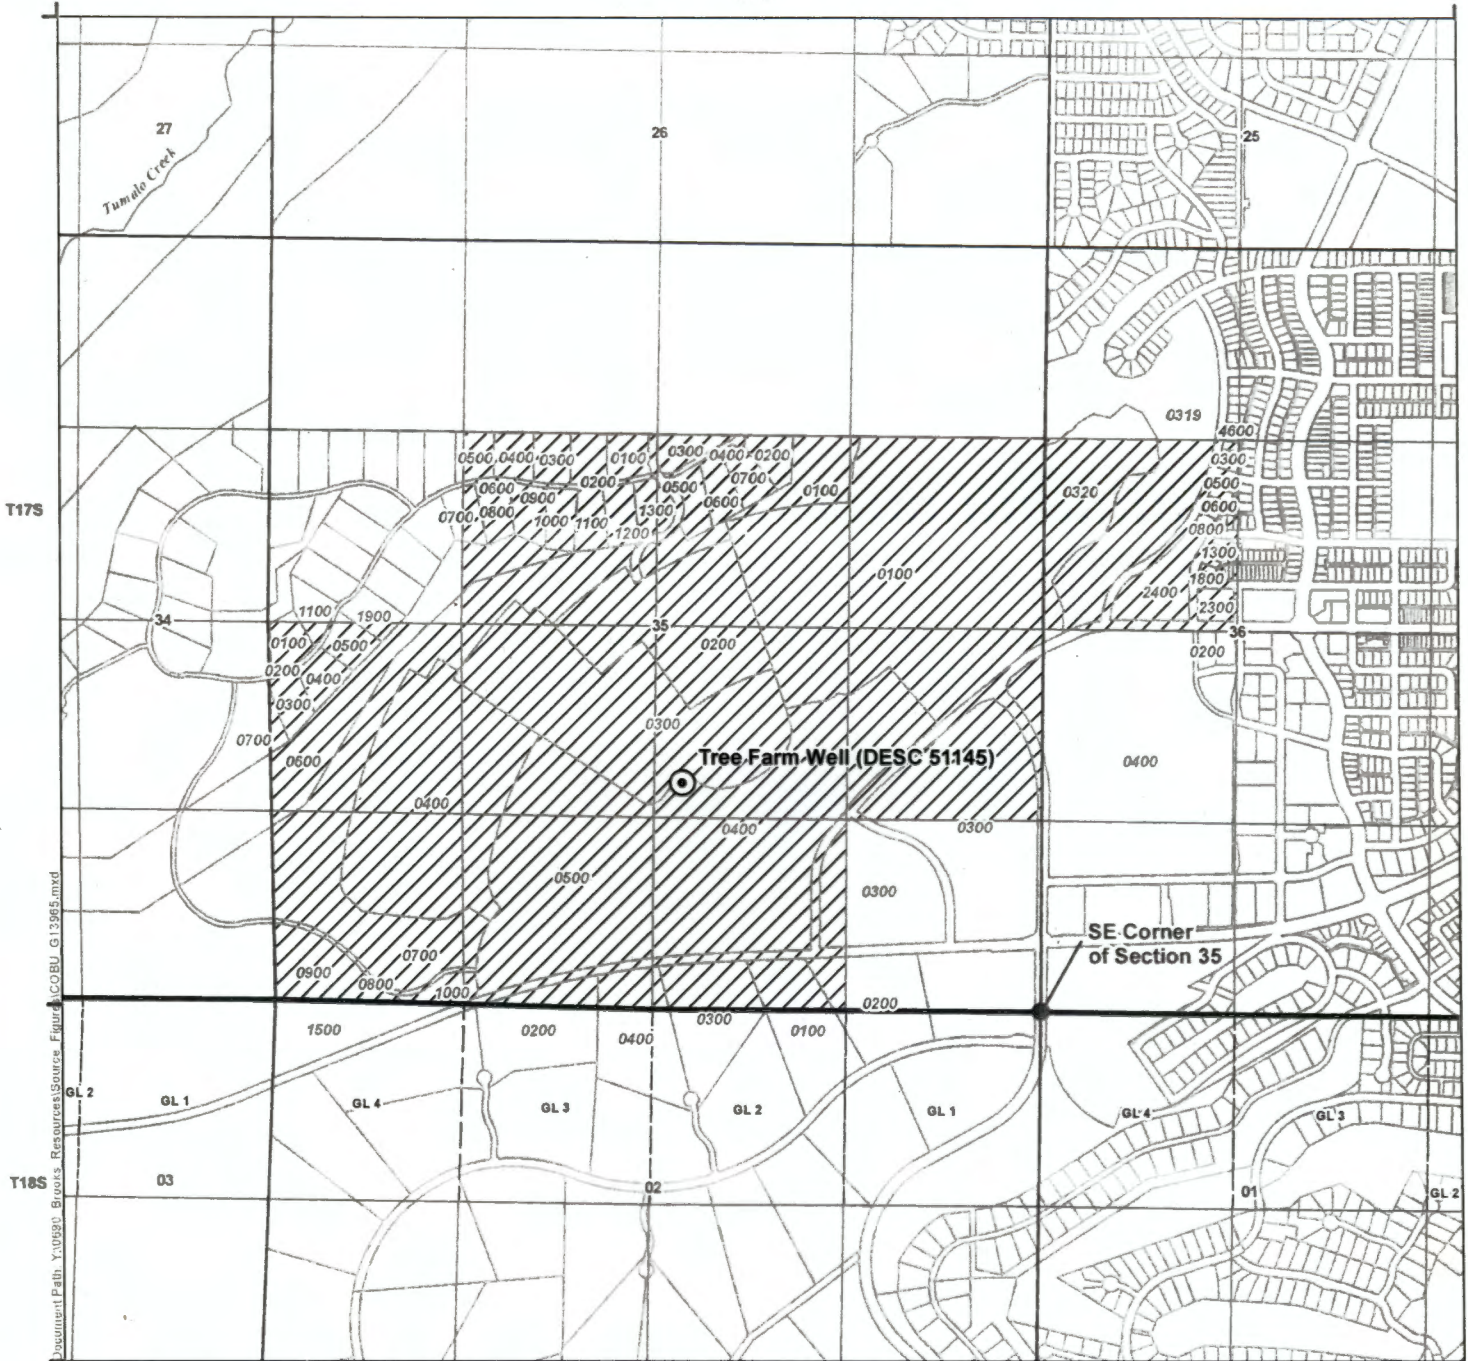 27
26
25
Tumalo Creek
0319
4600
T17S
0500 0400 0300 0100 0300 0400 0200
0300
0200
0600 0500 0700
0900 0600 0100 0320 0500
0700 0800 1300 0600
1000 1100 1200 0800
1300
0100 1800
2400
2300
1100 1900
34 35 36
0100 0500 0200 0200
0200 0400
0300
0300
0700
0600
Tree Farm Well (DESC 51145)
0400
0400
0400 0300
0500
0300
SE Corner
of Section 35
0700
0900
0800
1000
0200
0300
1500 0200 0400 0100
GL 2 GL 1 GL 4 GL 3 GL 2 GL 1 GL 4 GL 3
T18S
03 02 01 GL 2
Document Path: Y:\0690_Brooks_Resources\Source_Figures\COBU_G13965.mxd